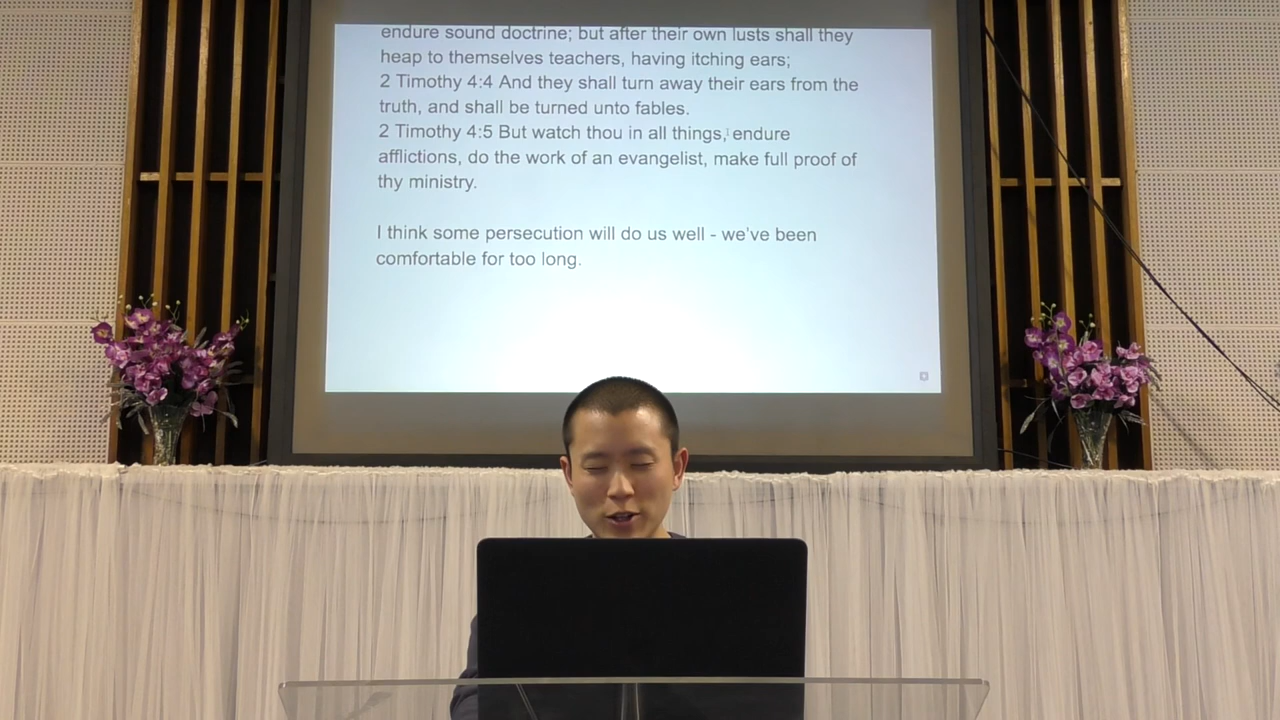 endure sound doctrine; but after their own lusts shall they
heap to themselves teachers, having itching ears;
2 Timothy 4:4 And they shall turn away their ears from the
truth, and shall be turned unto fables.
2 Timothy 4:5 But watch thou in all things, endure
afflictions, do the work of an evangelist, make full proof of
thy ministry.
I think some persecution will do us well - we've been
comfortable for too long.